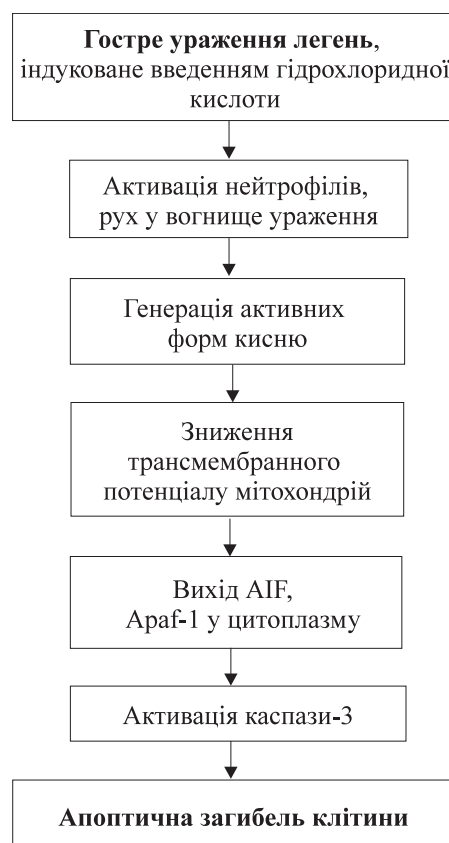 Гостре ураження легень,
індуковане введенням гідрохлоридної
кислоти
Активація нейтрофілів,
рух у вогнище ураження
Генерація активних
форм кисню
Зниження
трансмембранного
потенціалу мітохондрій
Вихід AIF,
Apaf-1 у цитоплазму
Активація каспази-3
Апоптична загибель клітини